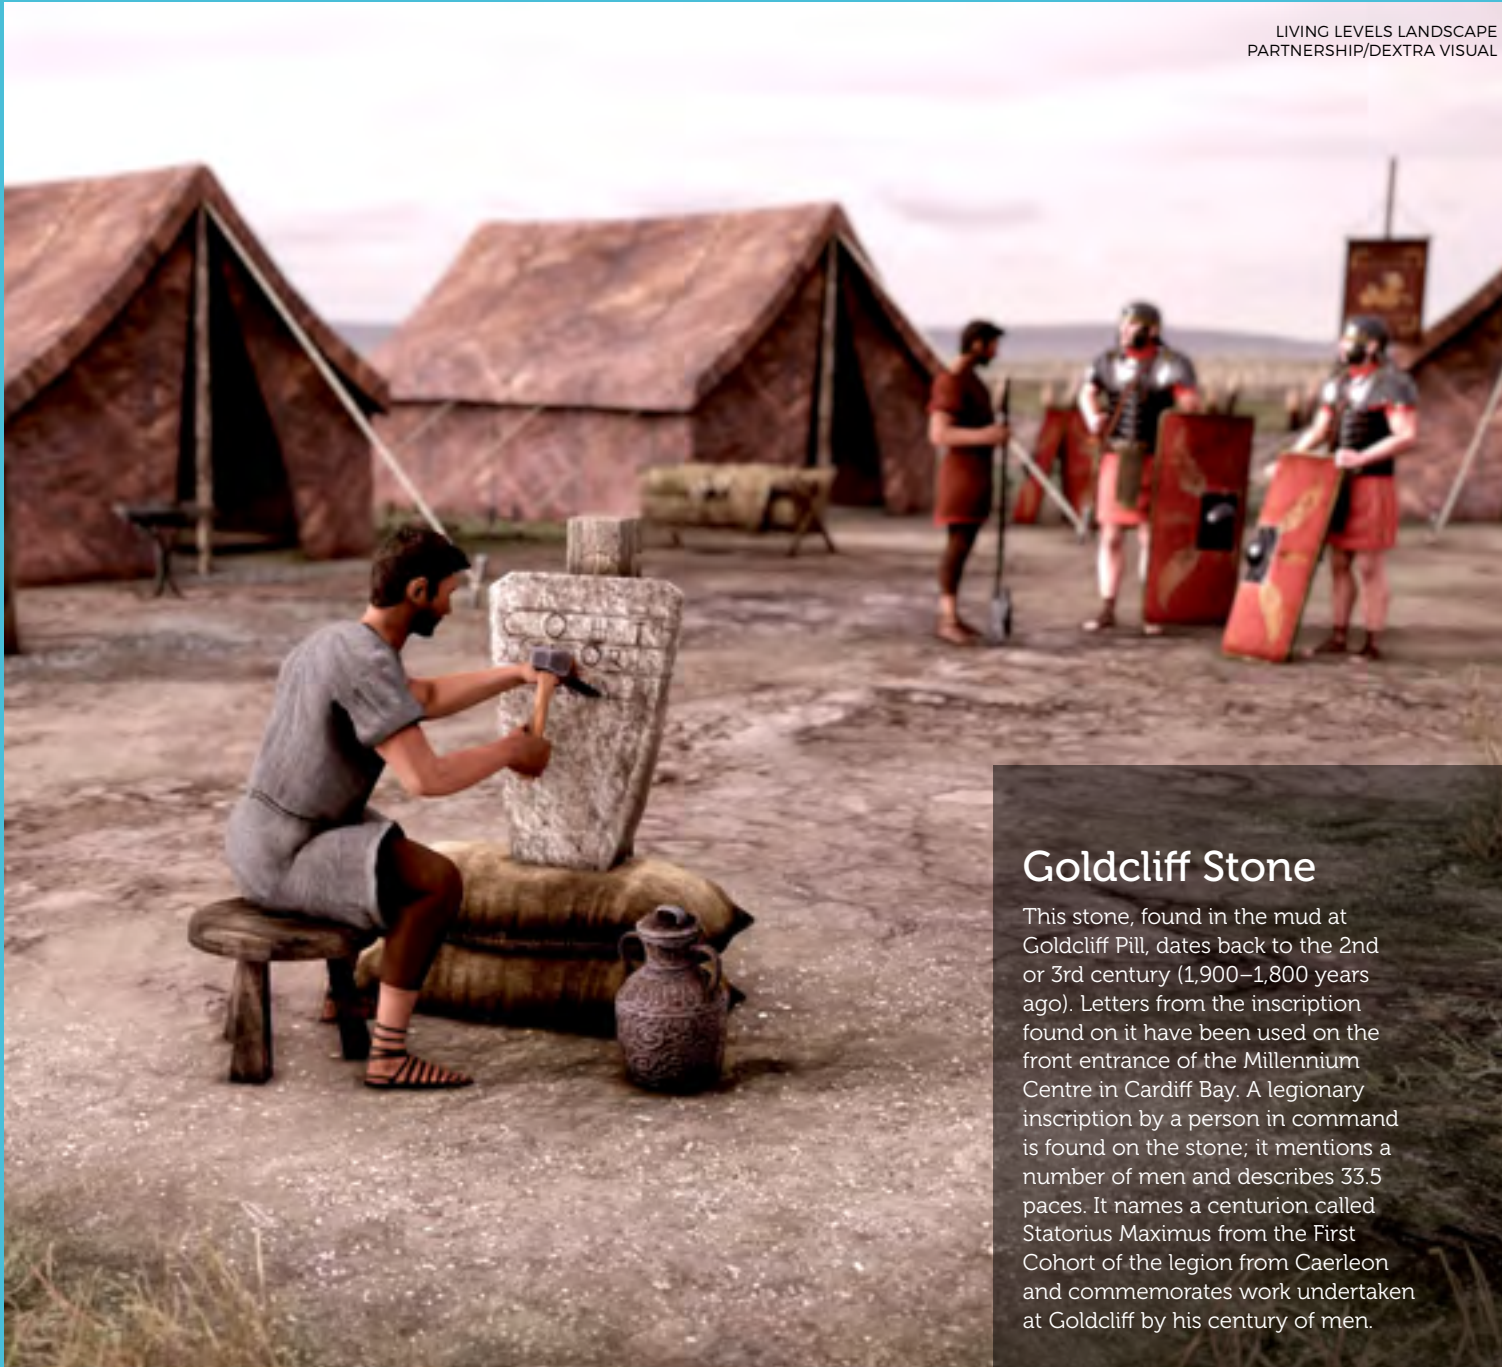 LIVING LEVELS LANDSCAPE
PARTNERSHIP/DEXTRA VISUAL
COH I
Goldcliff Stone
This stone, found in the mud at
Goldcliff Pill, dates back to the 2nd
or 3rd century (1,900–1,800 years
ago). Letters from the inscription
found on it have been used on the
front entrance of the Millennium
Centre in Cardiff Bay. A legionary
inscription by a person in command
is found on the stone; it mentions a
number of men and describes 33.5
paces. It names a centurion called
Statorius Maximus from the First
Cohort of the legion from Caerleon
and commemorates work undertaken
at Goldcliff by his century of men.